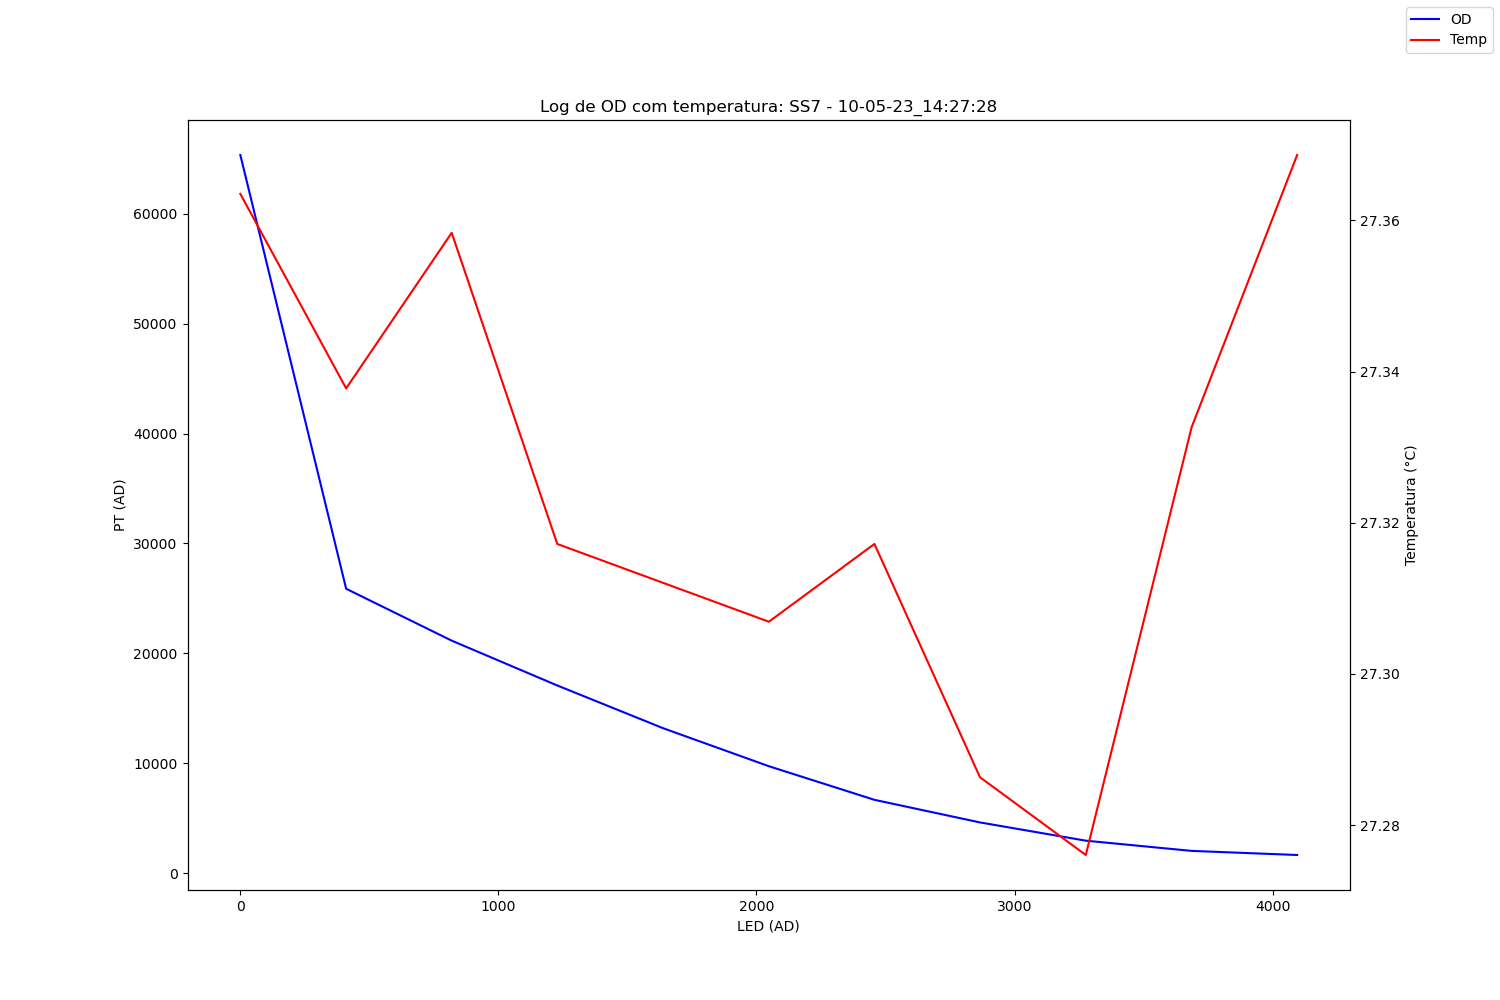 OD
Temp
Log de OD com temperatura: SS7 - 10-05-23_14:27:28
60000
50000
40000
30000
20000
10000
0
PT (AD)
27.36
27.34
27.32
27.30
27.28
Temperatura (°C)
0
1000
2000
3000
4000
LED (AD)